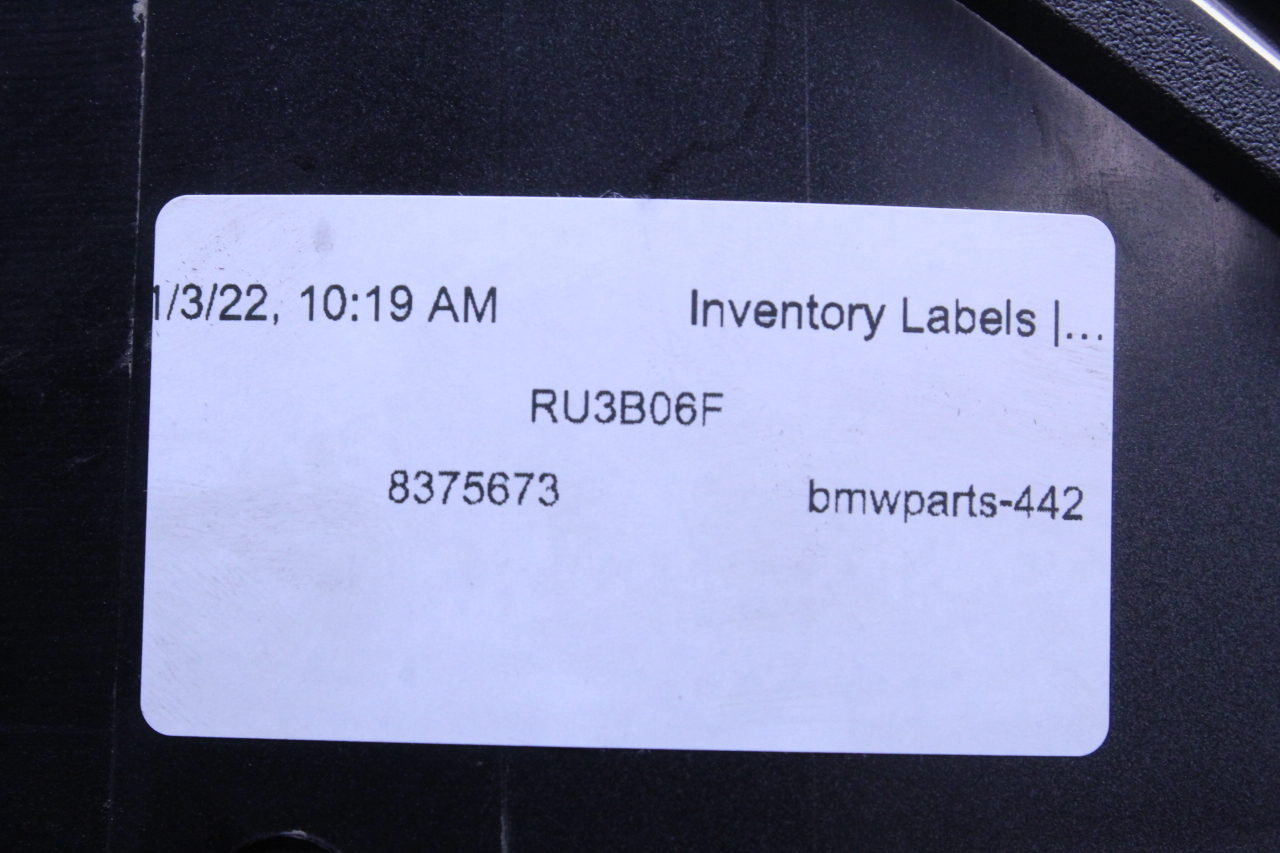 1/3/22, 10:19 AM Inventory Labels |...
RU3B06F
8375673 bmwparts-442